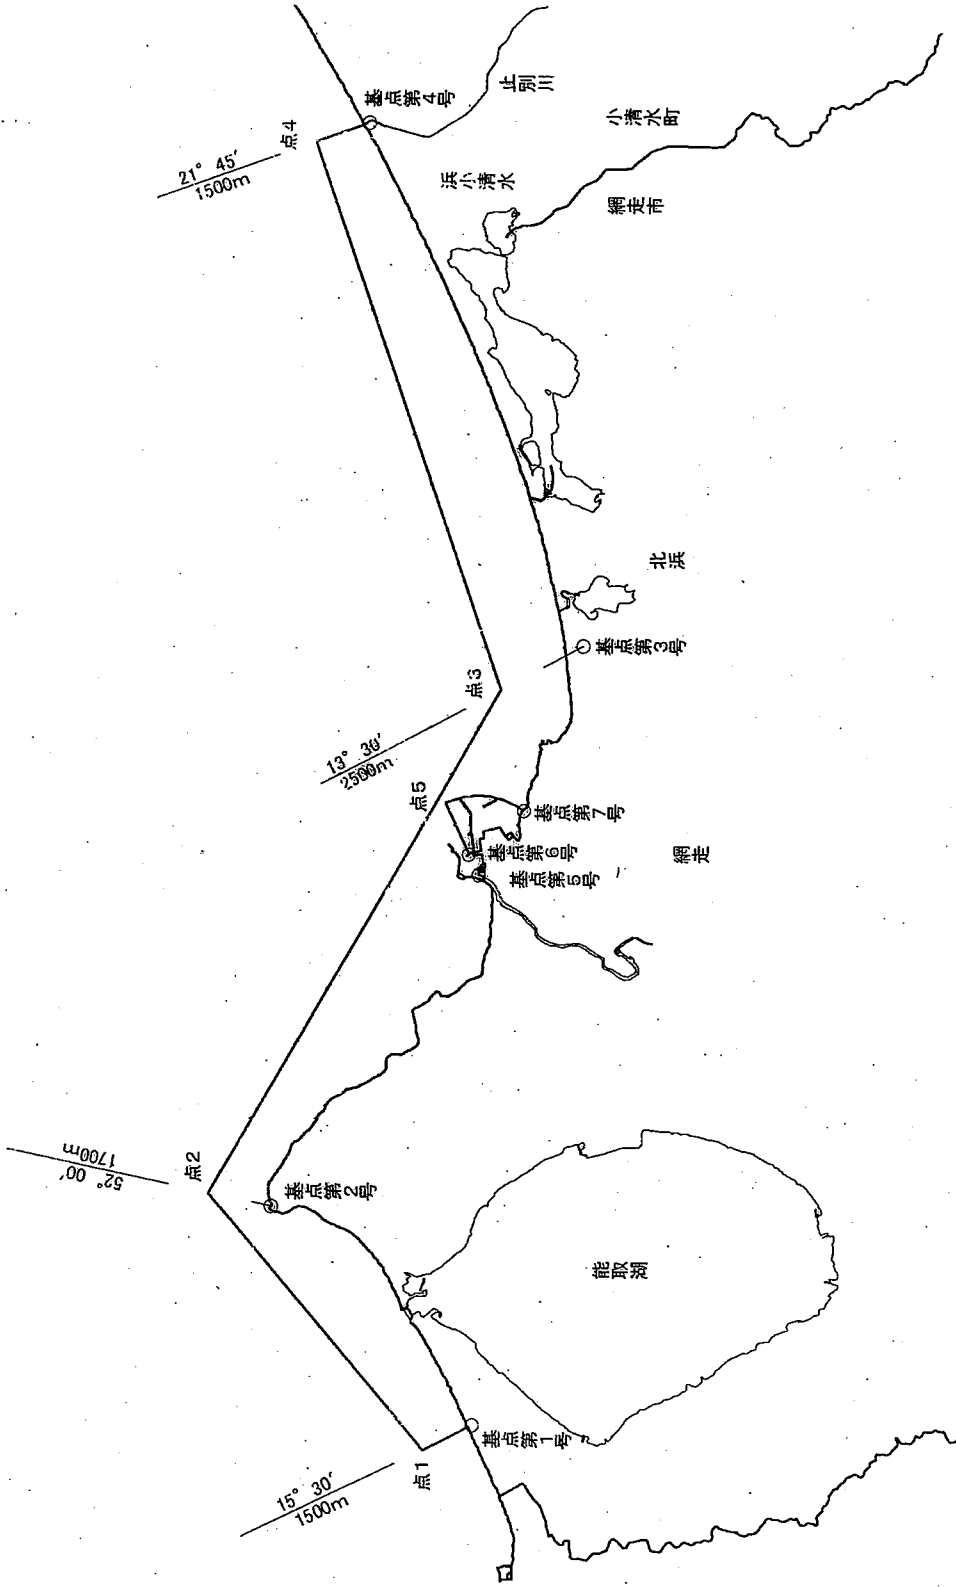 21° 45′
1500m
点4
基点第4号
止別川
小清水町
浜小清水
網走市
北浜
基点第3号
点3
13° 30′
2500m
点5
基点第7号
基点第6号
基点第5号
網走
52° 00′
1700m
点2
基点第2号
能取湖
基点第1号
点1
15° 30′
1500m